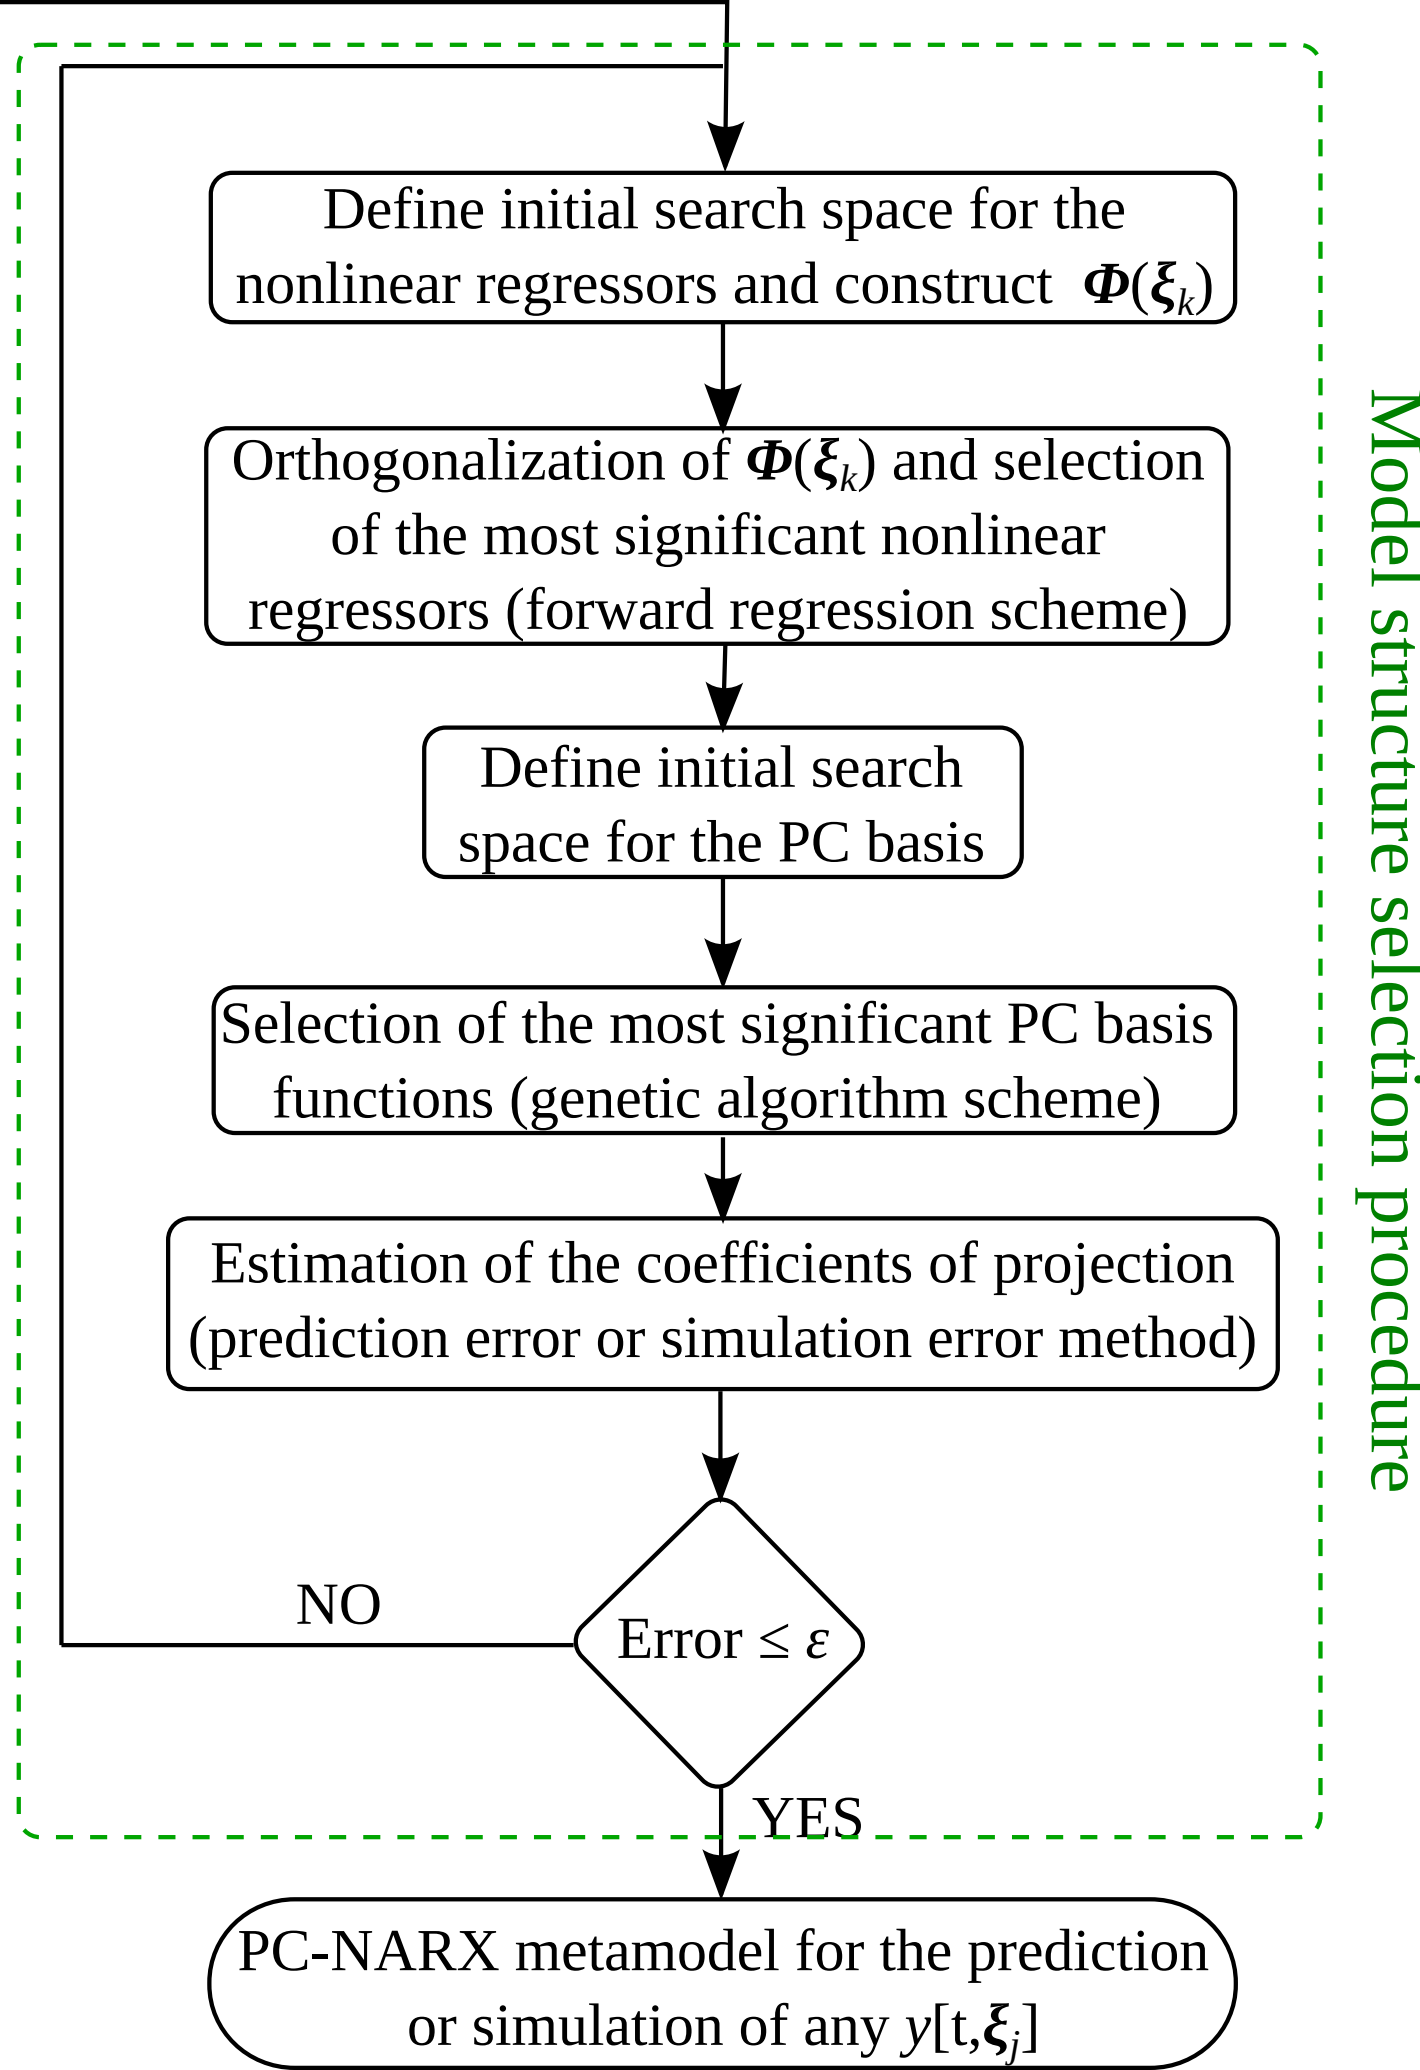 Define initial search space for the
nonlinear regressors and construct Φ(ξk)
Orthogonalization of Φ(ξk) and selection
of the most significant nonlinear
regressors (forward regression scheme)
Define initial search
space for the PC basis
Selection of the most significant PC basis
functions (genetic algorithm scheme)
Estimation of the coefficients of projection
(prediction error or simulation error method)
NO
Error ≤ ε
YES
PC-NARX metamodel for the prediction
or simulation of any y[t,ξj]
Model structure selection procedure